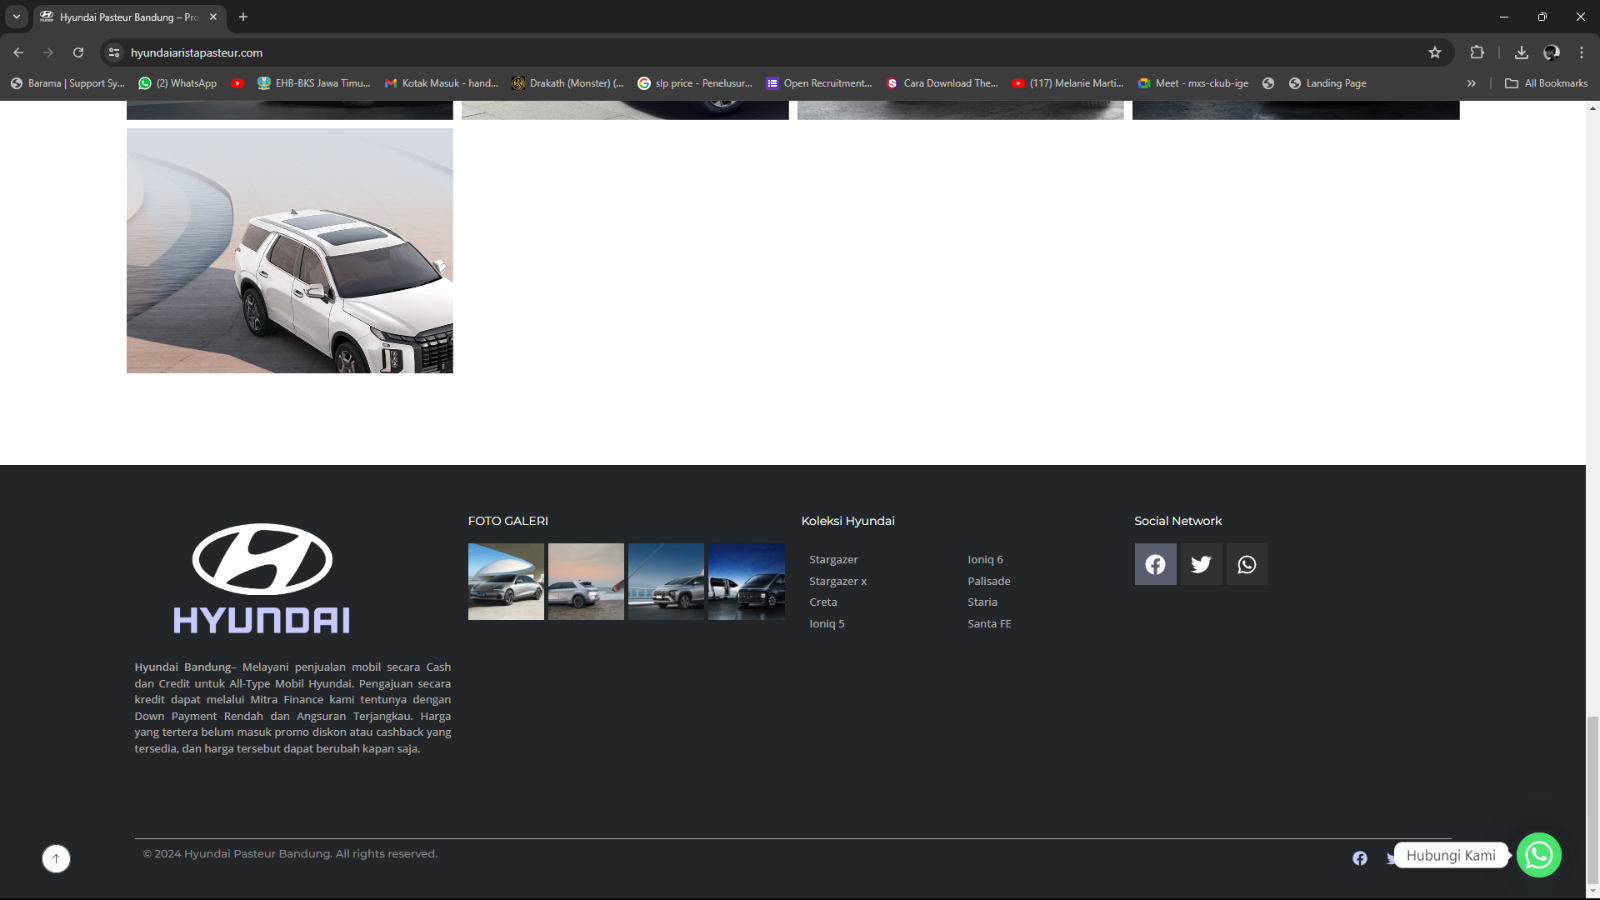 Hyundai Pasteur Bandung – Pro
hyundaiaristapasteur.com
Barama | Support Sy... (2) WhatsApp EHB-BKS Jawa Timu... Kotak Masuk - hand... Drakath (Monster) (... slp price - Penelusur... Open Recruitment... Cara Download The... (117) Melanie Marti... Meet - mxs-ckub-ige Landing Page » All Bookmarks
HYUNDAI
Hyundai Bandung– Melayani penjualan mobil secara Cash
dan Credit untuk All-Type Mobil Hyundai. Pengajuan secara
kredit dapat melalui Mitra Finance kami tentunya dengan
Down Payment Rendah dan Angsuran Terjangkau. Harga
yang tertera belum masuk promo diskon atau cashback yang
tersedia, dan harga tersebut dapat berubah kapan saja.
FOTO GALERI
Koleksi Hyundai
Stargazer
Stargazer x
Creta
Ioniq 5
Ioniq 6
Palisade
Staria
Santa FE
Social Network
© 2024 Hyundai Pasteur Bandung. All rights reserved.
Hubungi Kami